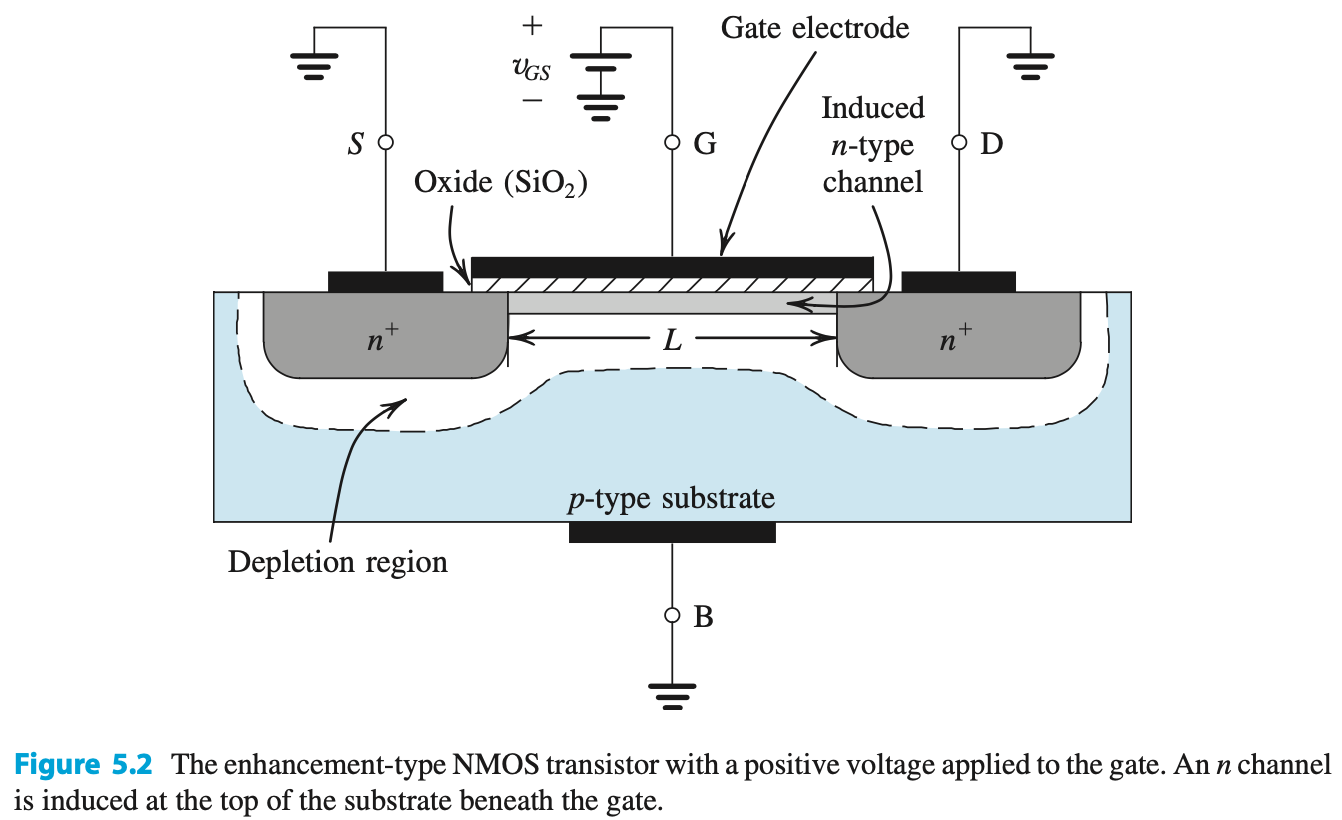 +
vGS
−
Gate electrode
Induced
n-type
channel
S
G
D
Oxide (SiO2)
n+
L
n+
p-type substrate
Depletion region
B
Figure 5.2 The enhancement-type NMOS transistor with a positive voltage applied to the gate. An n channel
is induced at the top of the substrate beneath the gate.